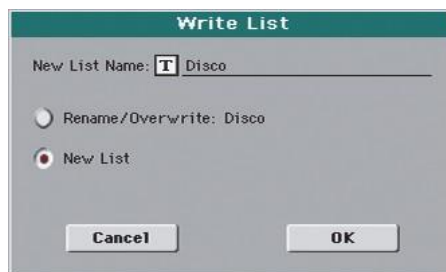 Write List
New List Name: T Disco
Rename/Overwrite: Disco
New List
Cancel OK